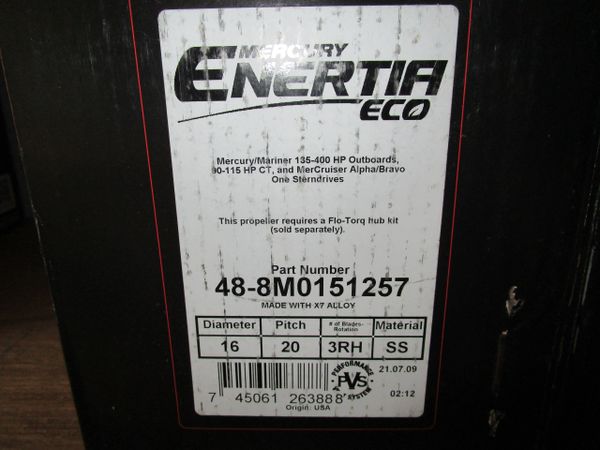 MERCURY
ENERTIA
ECO
Mercury/Mariner 135-400 HP Outboards,
90-115 HP CT, and MerCruiser Alpha/Bravo
One Sterndrives
This propeller requires a Flo-Torq hub kit
(sold separately).
Part Number
48-8M0151257
MADE WITH X7 ALLOY
Diameter Pitch # of Blades- Material
Rotation
16 20 3RH SS
PERFORMANCE
PVS
SYSTEM
21.07.09
02:12
7 45061 26388 8
Origin: USA